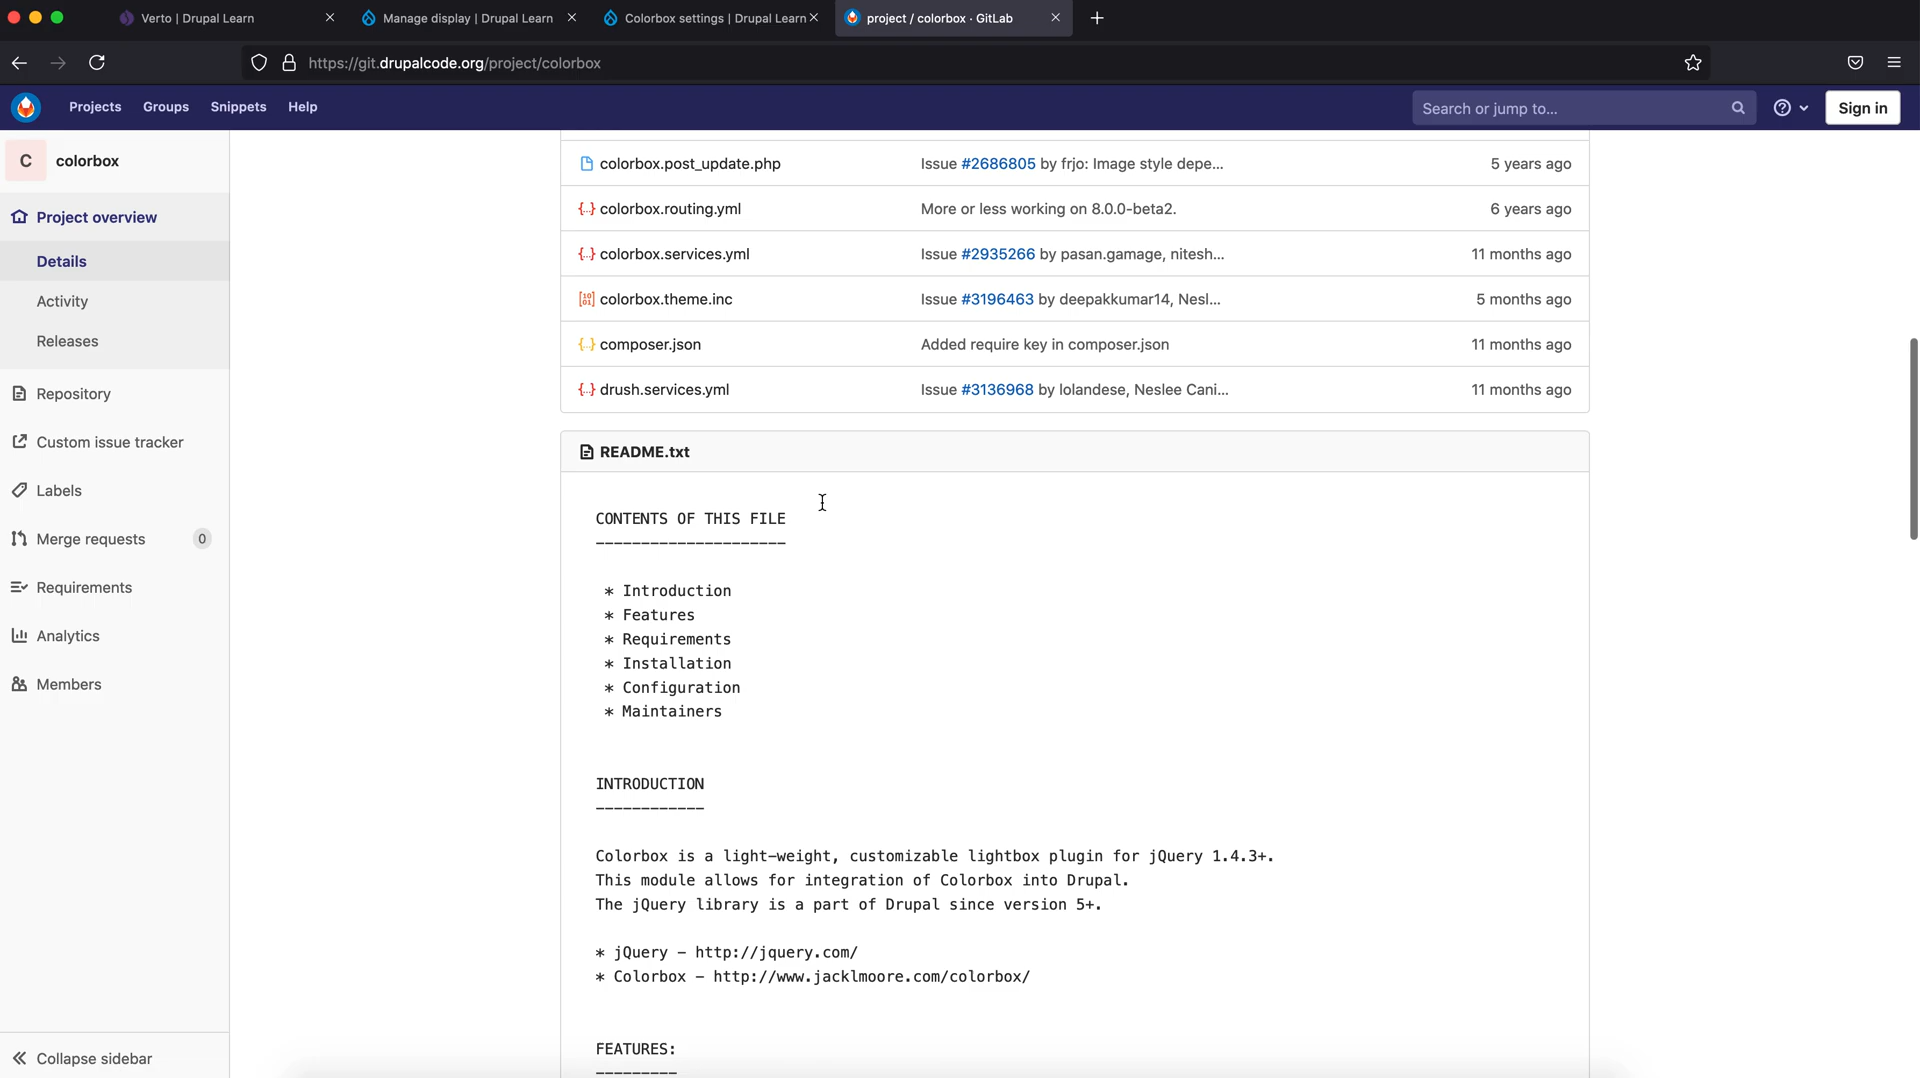 Verto | Drupal Learn
Manage display | Drupal Learn
Colorbox settings | Drupal Learn
project / colorbox · GitLab
https://git.drupalcode.org/project/colorbox
Projects Groups Snippets Help
Search or jump to...
Sign in
C colorbox
Project overview
Details
Activity
Releases
Repository
Custom issue tracker
Labels
Merge requests 0
Requirements
Analytics
Members
Collapse sidebar
colorbox.post_update.php Issue #2686805 by frjo: Image style depe... 5 years ago
{..} colorbox.routing.yml More or less working on 8.0.0-beta2. 6 years ago
{..} colorbox.services.yml Issue #2935266 by pasan.gamage, nitesh... 11 months ago
colorbox.theme.inc Issue #3196463 by deepakkumar14, Nesl... 5 months ago
{..} composer.json Added require key in composer.json 11 months ago
{..} drush.services.yml Issue #3136968 by lolandese, Neslee Cani... 11 months ago
README.txt
CONTENTS OF THIS FILE
---------------------
* Introduction
* Features
* Requirements
* Installation
* Configuration
* Maintainers
INTRODUCTION
------------
Colorbox is a light-weight, customizable lightbox plugin for jQuery 1.4.3+.
This module allows for integration of Colorbox into Drupal.
The jQuery library is a part of Drupal since version 5+.
* jQuery - http://jquery.com/
* Colorbox - http://www.jacklmoore.com/colorbox/
FEATURES:
---------